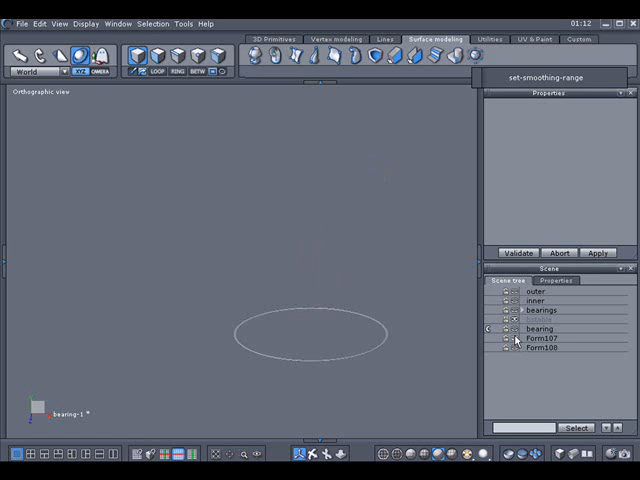 File Edit View Display Window Selection Tools Help
01:12
3D Primitives Vertex modeling Lines Surface modeling Utilities UV & Paint Custom
World
XYZ CAMERA
LOOP RING BETW
set-smoothing-range
Orthographic view
Properties
Validate Abort Apply
Scene
Scene tree Properties
outer
inner
bearings
bearing
Form107
Form108
Select
bearing-1 *